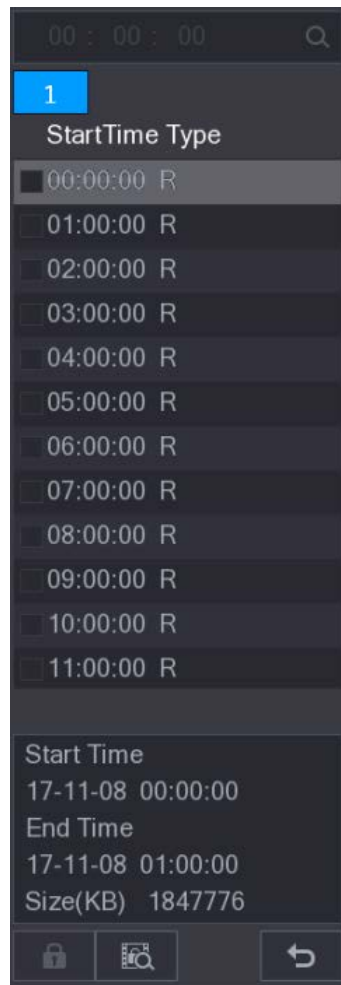 00 : 00 : 00
1
StartTime Type
00:00:00 R
01:00:00 R
02:00:00 R
03:00:00 R
04:00:00 R
05:00:00 R
06:00:00 R
07:00:00 R
08:00:00 R
09:00:00 R
10:00:00 R
11:00:00 R
Start Time
17-11-08 00:00:00
End Time
17-11-08 01:00:00
Size(KB) 1847776